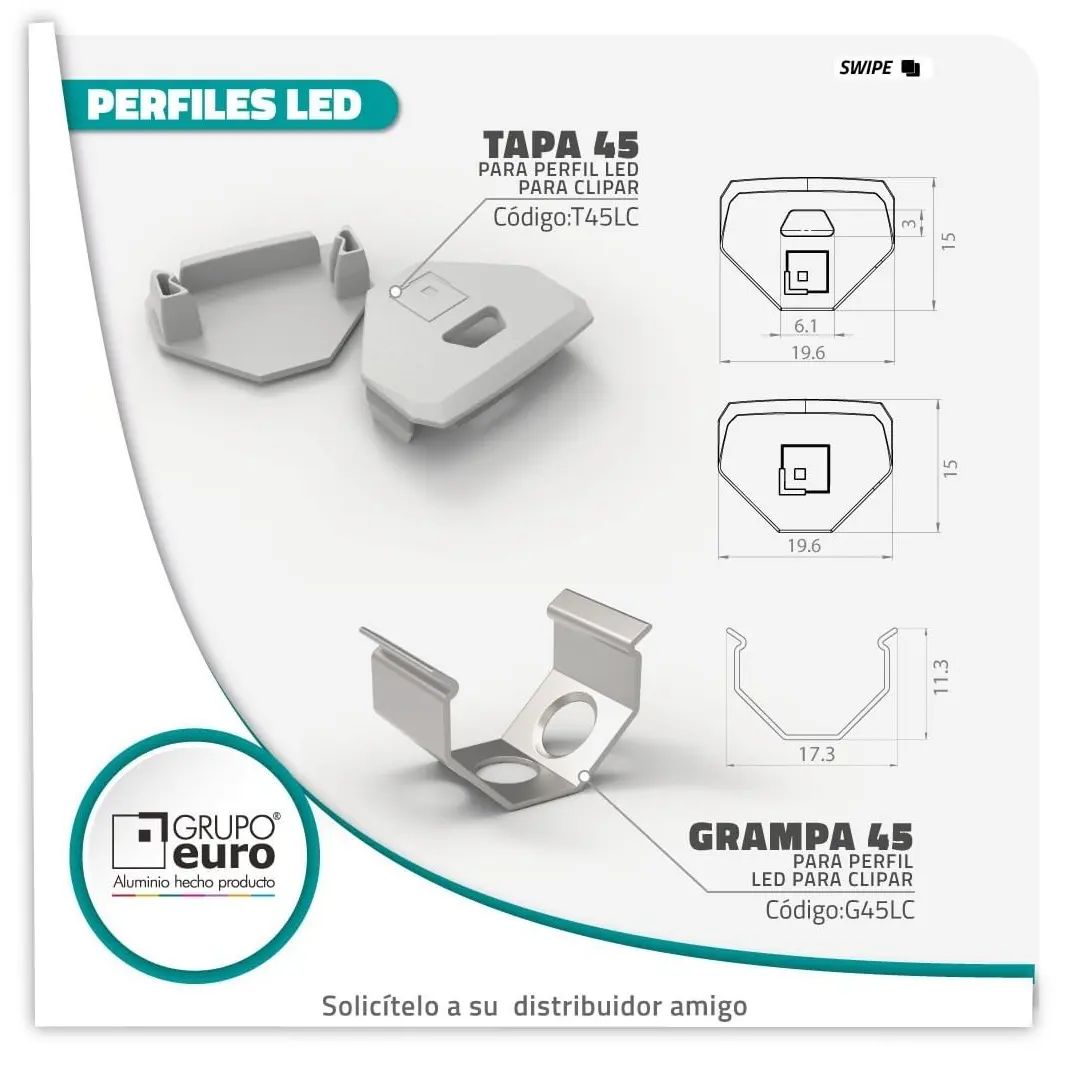 SWIPE
PERFILES LED
TAPA 45
PARA PERFIL LED
PARA CLIPAR
Código:T45LC
3
15
6.1
19.6
15
19.6
11.3
17.3
GRAMPA 45
PARA PERFIL
LED PARA CLIPAR
Código:G45LC
GRUPO®
euro
Aluminio hecho producto
Solicítelo a su distribuidor amigo